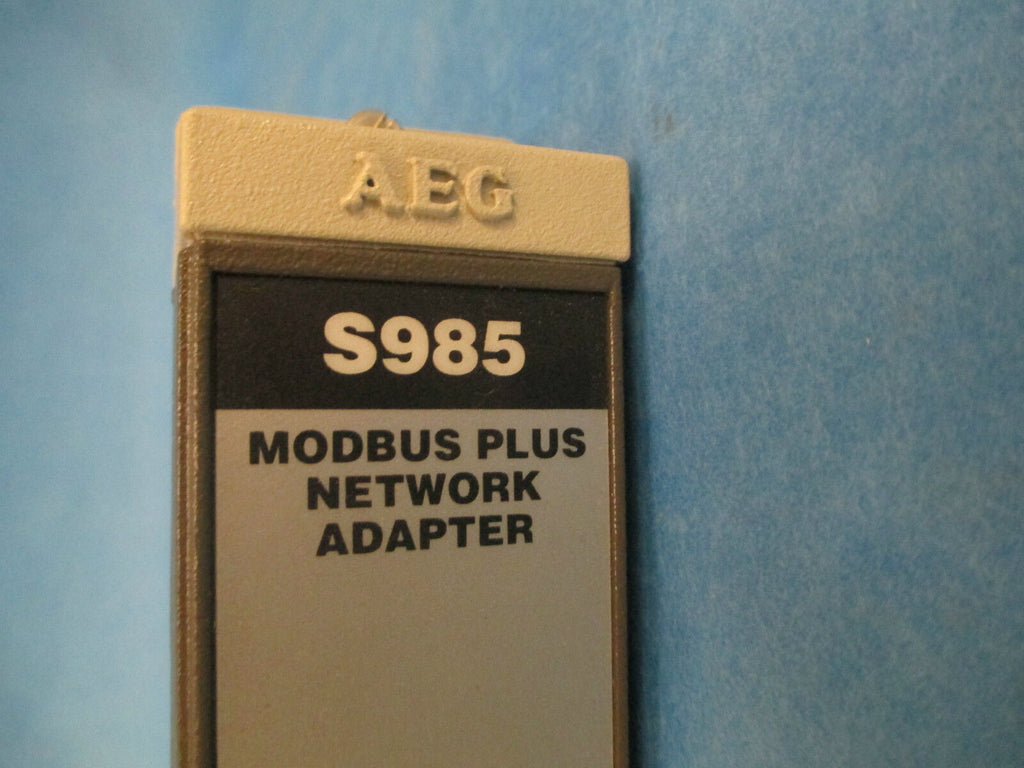 AEG
S985
MODBUS PLUS
NETWORK
ADAPTER